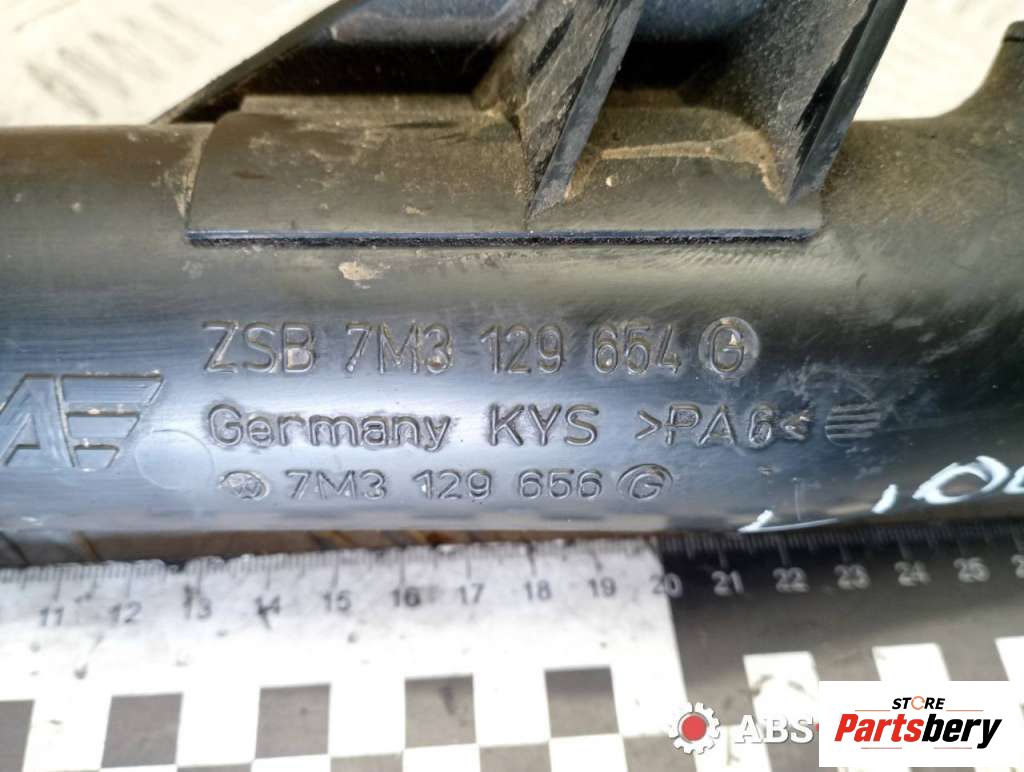 ZSB 7M3 129 654 G
AE Germany KYS >PA6<
7M3 129 656 G
11 12 13 14 15 16 17 18 19 20 21 22 23 24 25
ABS
STORE
Partsbery